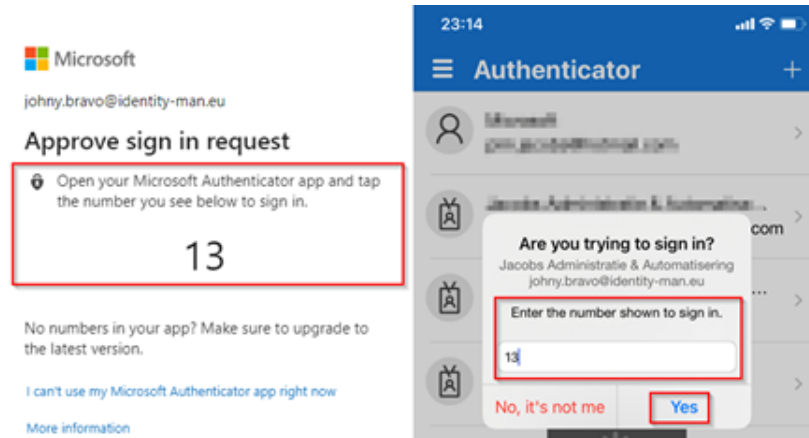 Microsoft
johny.bravo@identity-man.eu
Approve sign in request
Open your Microsoft Authenticator app and tap
the number you see below to sign in.
13
No numbers in your app? Make sure to upgrade to
the latest version.
I can't use my Microsoft Authenticator app right now
More information
23:14
Authenticator
com
Are you trying to sign in?
Jacobs Administratie & Automatisering
johny.bravo@identity-man.eu
...
Enter the number shown to sign in.
13
No, it's not me
Yes